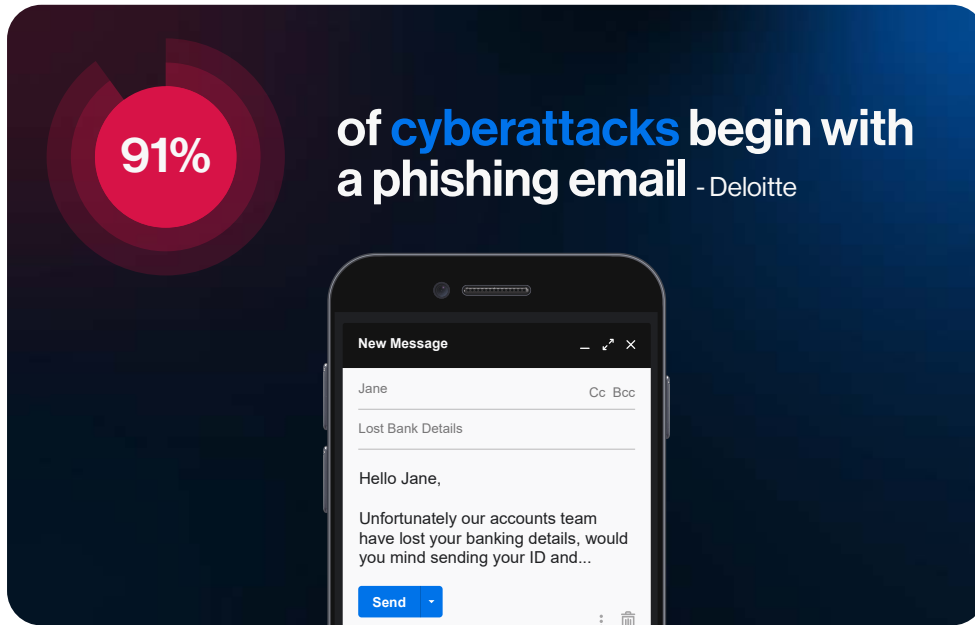 91%
of cyberattacks begin with
a phishing email - Deloitte
New Message
Jane Cc Bcc
Lost Bank Details
Hello Jane,
Unfortunately our accounts team
have lost your banking details, would
you mind sending your ID and...
Send